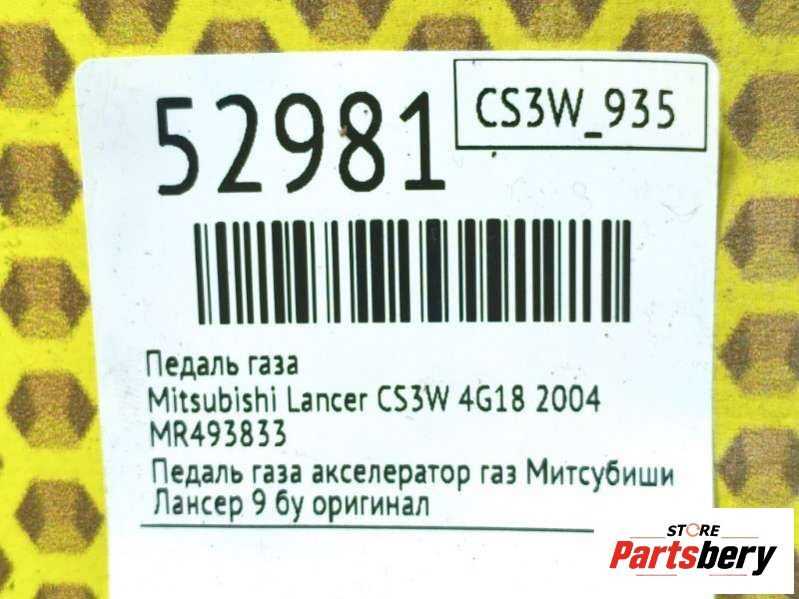 52981
CS3W_935
Педаль газа
Mitsubishi Lancer CS3W 4G18 2004
MR493833
Педаль газа акселератор газ Митсубиши
Лансер 9 бу оригинал
STORE
Partsbery